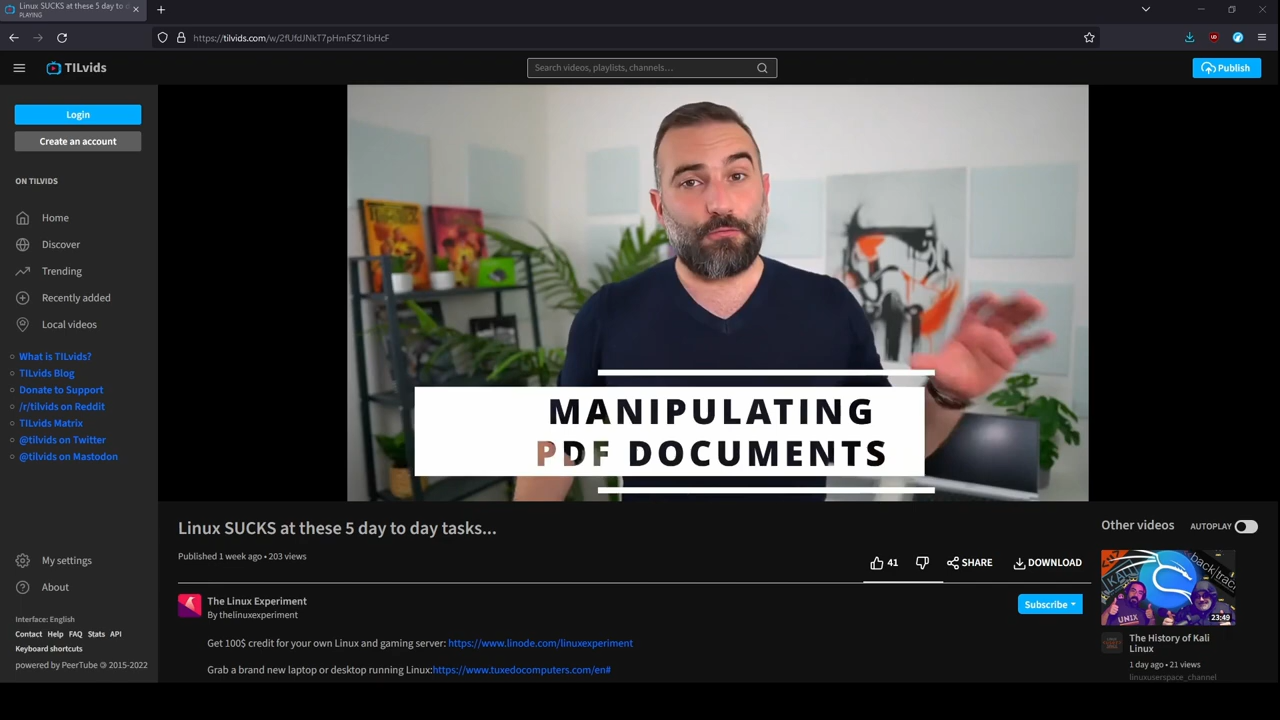 Linux SUCKS at these 5 day to d
PLAYING
https://tilvids.com/w/2fUfdJNkT7pHmFSZ1ibHcF
TILvids
Search videos, playlists, channels...
Publish
Login
Create an account
ON TILVIDS
Home
Discover
Trending
Recently added
Local videos
What is TILvids?
TILvids Blog
Donate to Support
/r/tilvids on Reddit
TILvids Matrix
@tilvids on Twitter
@tilvids on Mastodon
My settings
About
Interface: English
Contact Help FAQ Stats API
Keyboard shortcuts
powered by PeerTube @ 2015-2022
MANIPULATING
PDF DOCUMENTS
Linux SUCKS at these 5 day to day tasks...
Published 1 week ago • 203 views
41 SHARE DOWNLOAD
The Linux Experiment
By thelinuxexperiment
Subscribe
Get 100$ credit for your own Linux and gaming server: https://www.linode.com/linuxexperiment
Grab a brand new laptop or desktop running Linux:https://www.tuxedocomputers.com/en#
Other videos AUTOPLAY
KALI
back|track
UNIX
23:49
The History of Kali
Linux
1 day ago • 21 views
linuxuserspace_channel